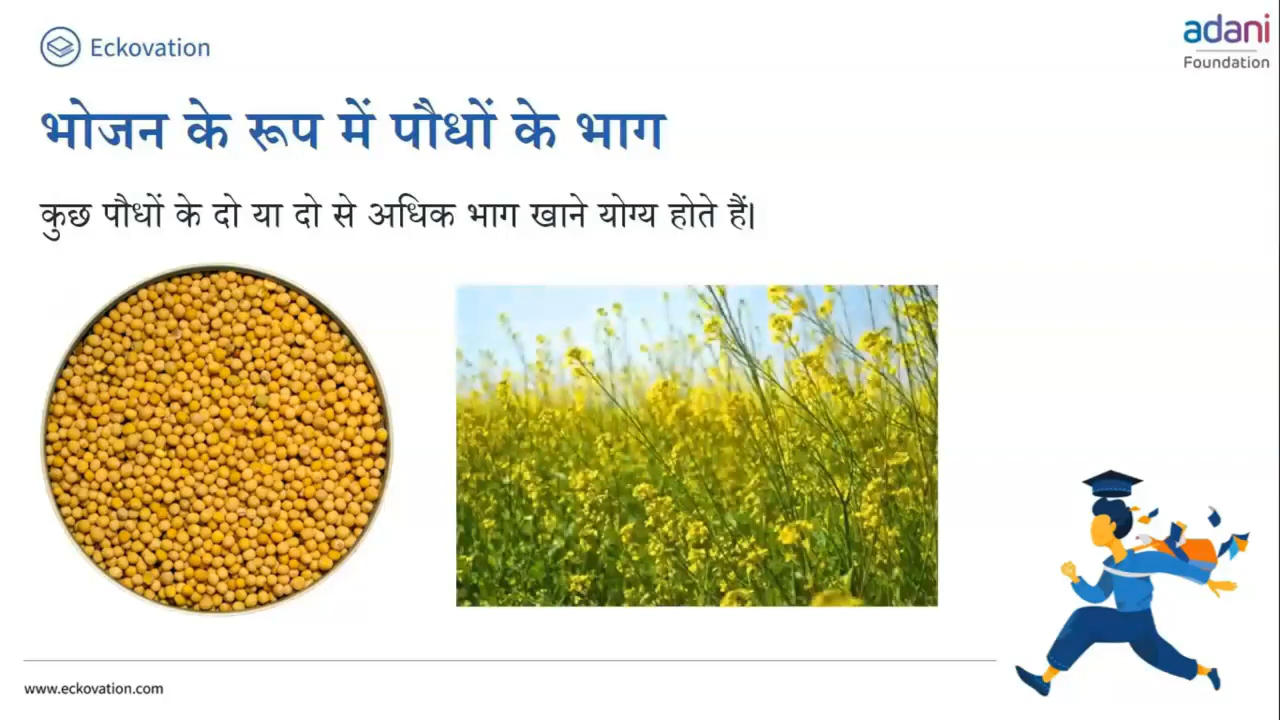 Eckovation
adani
Foundation
भोजन के रूप में पौधों के भाग
कुछ पौधों के दो या दो से अधिक भाग खाने योग्य होते हैं।
www.eckovation.com